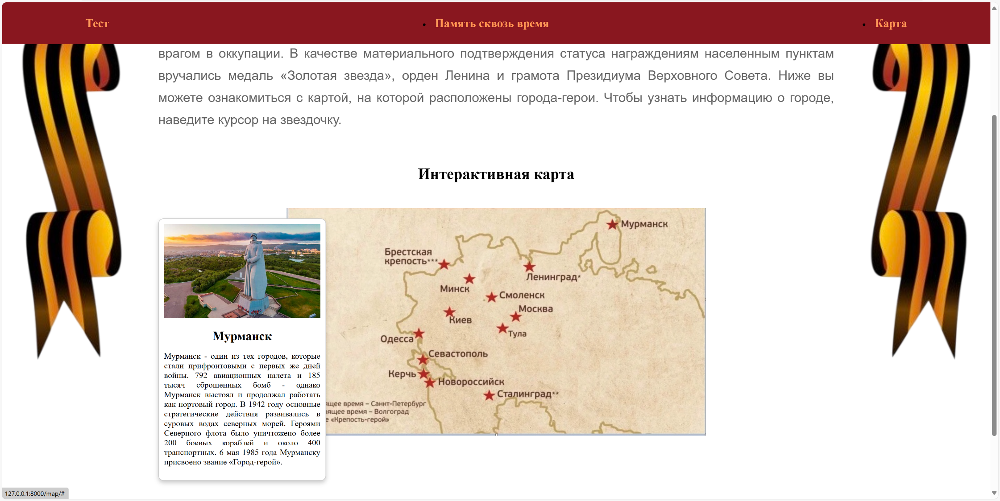 Тест
Память сквозь время
Карта
врагом в оккупации. В качестве материального подтверждения статуса награждениям населенным пунктам
вручались медаль «Золотая звезда», орден Ленина и грамота Президиума Верховного Совета. Ниже вы
можете ознакомиться с картой, на которой расположены города-герои. Чтобы узнать информацию о городе,
наведите курсор на звездочку.
Интерактивная карта
Мурманск
Мурманск - один из тех городов, которые
стали прифронтовыми с первых же дней
войны. 792 авиационных налета и 185
тысяч сброшенных бомб - однако
Мурманск выстоял и продолжал работать
как портовый город. В 1942 году основные
стратегические действия развивались в
суровых водах северных морей. Героями
Северного флота было уничтожено более
200 боевых кораблей и около 400
транспортных. 6 мая 1985 года Мурманску
присвоено звание «Город-герой».
Мурманск
Брестская
крепость***
Ленинград*
Минск
Смоленск
Москва
Киев
Тула
Одесса
Севастополь
Керчь
Новороссийск
Сталинград**
время – Санкт-Петербург
время – Волгоград
«Крепость-герой»
127.0.0.1:8000/map/#